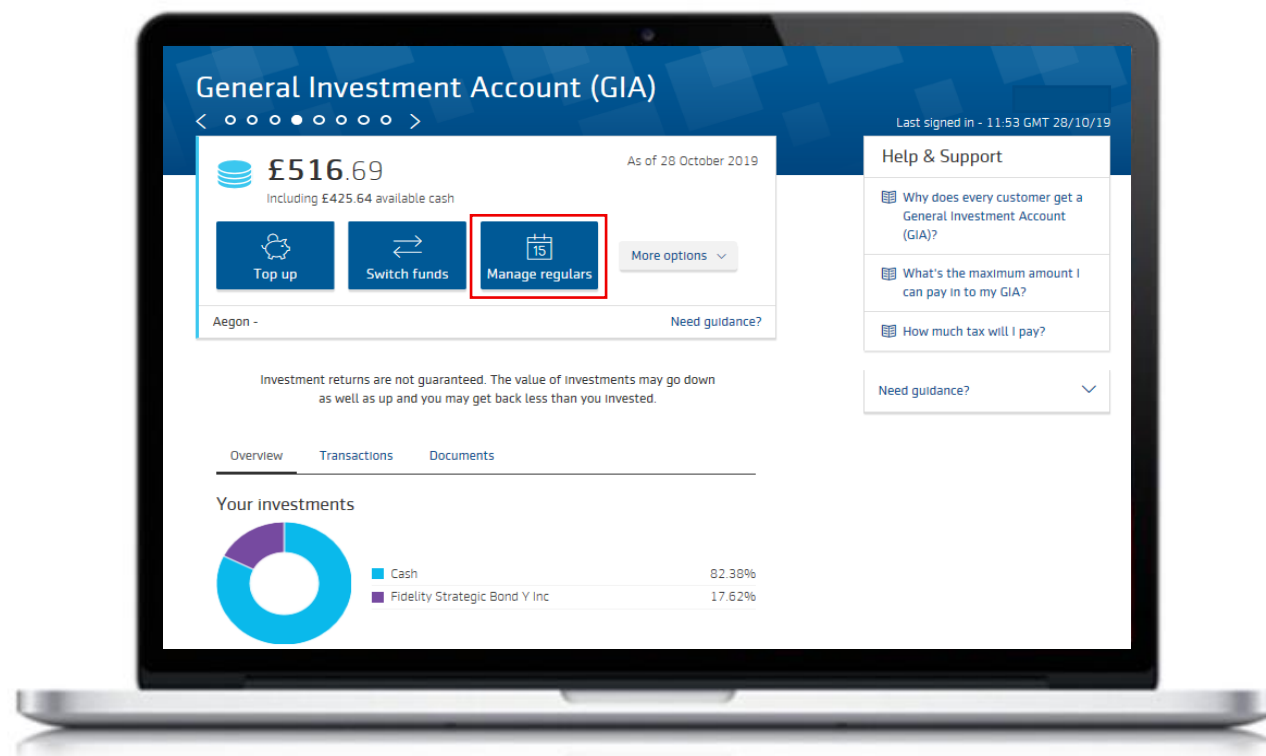 General Investment Account (GIA)
Last signed in - 11:53 GMT 28/10/19
£516.69
As of 28 October 2019
Including £425.64 available cash
Top up
Switch funds
15
Manage regulars
More options
Aegon -
Need guidance?
Help & Support
Why does every customer get a
General Investment Account
(GIA)?
What's the maximum amount I
can pay in to my GIA?
How much tax will I pay?
Need guidance?
Investment returns are not guaranteed. The value of investments may go down
as well as up and you may get back less than you invested.
Overview
Transactions
Documents
Your investments
Cash 82.38%
Fidelity Strategic Bond Y Inc 17.62%